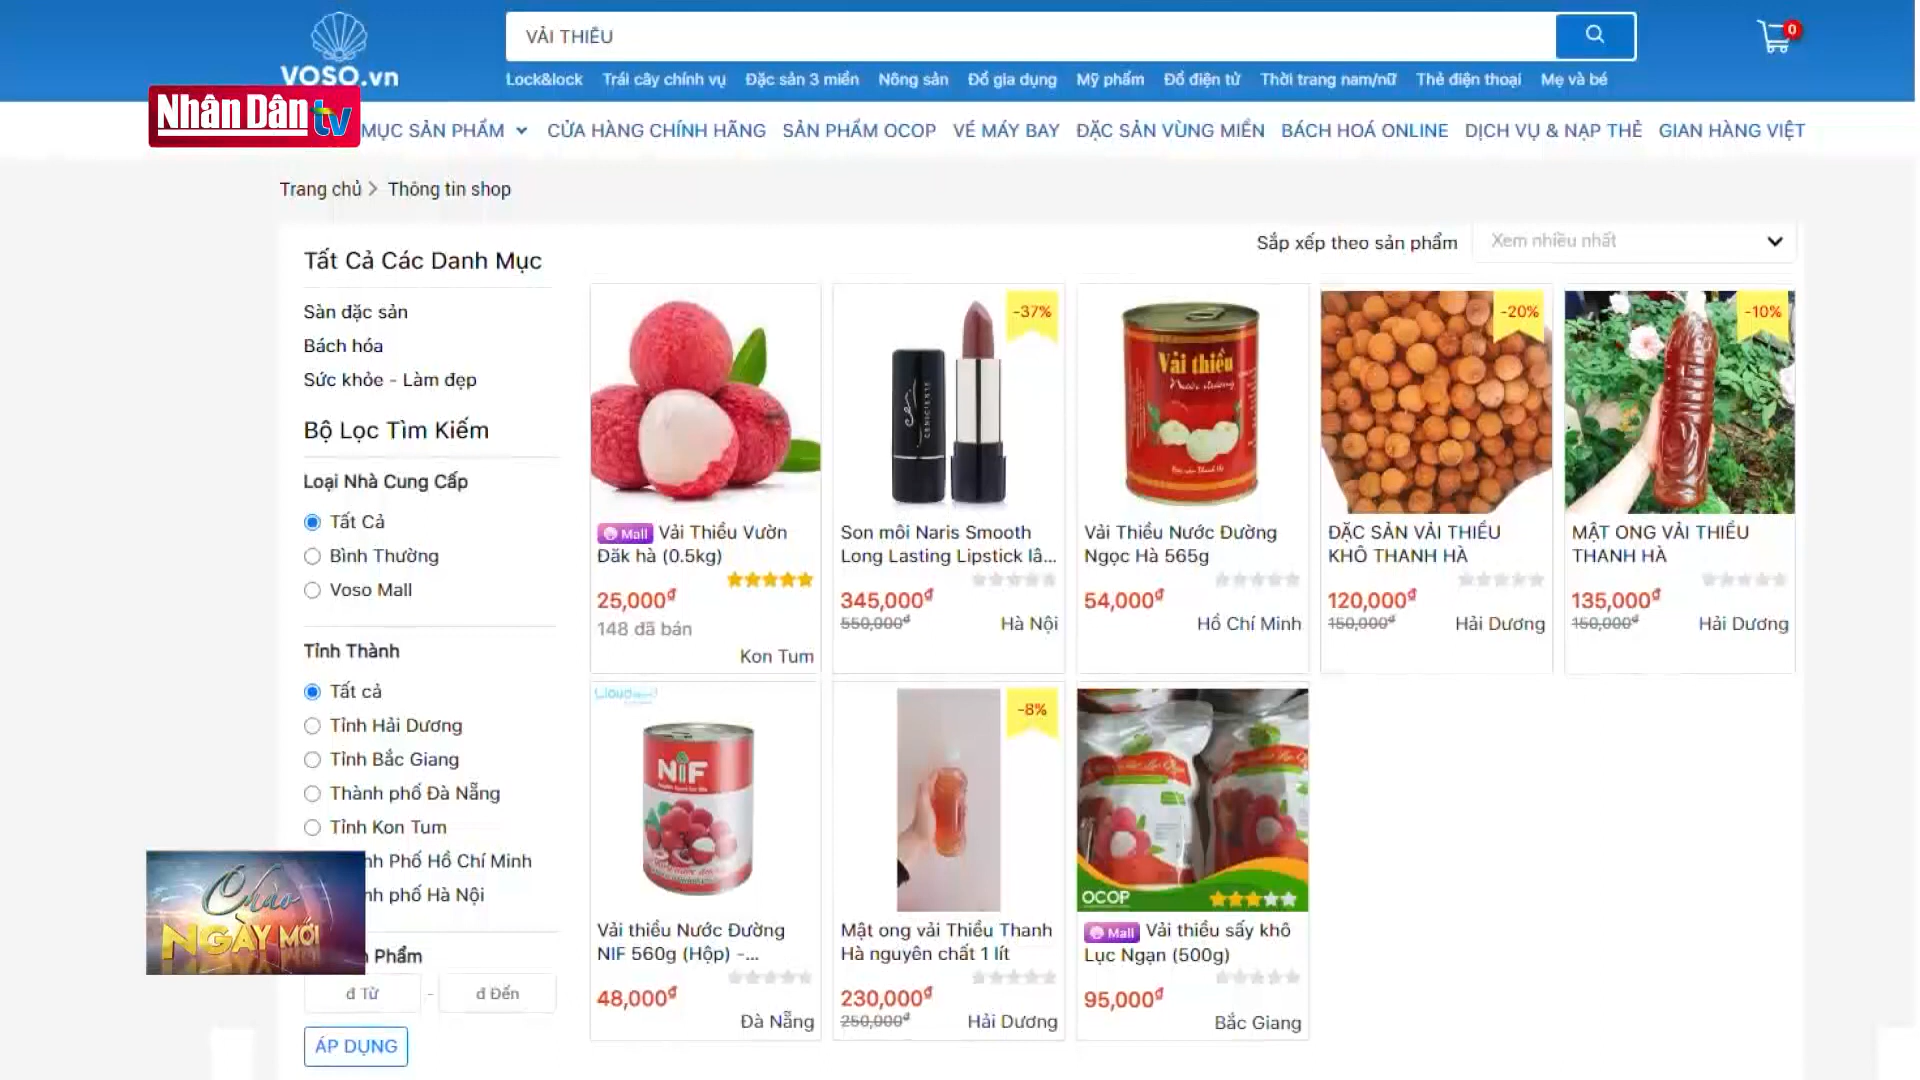 VẢI THIỀU
0
VOSO.vn
Lock&lock Trái cây chính vụ Đặc sản 3 miền Nông sản Đồ gia dụng Mỹ phẩm Đồ điện tử Thời trang nam/nữ Thẻ điện thoại Mẹ và bé
Nhân Dân tv
MỤC SẢN PHẨM CỬA HÀNG CHÍNH HÃNG SẢN PHẨM OCOP VÉ MÁY BAY ĐẶC SẢN VÙNG MIỀN BÁCH HOÁ ONLINE DỊCH VỤ & NẠP THẺ GIAN HÀNG VIỆT
Trang chủ > Thông tin shop
Sắp xếp theo sản phẩm Xem nhiều nhất
Tất Cả Các Danh Mục
Sàn đặc sản
Bách hóa
Sức khỏe - Làm đẹp
Bộ Lọc Tìm Kiếm
Loại Nhà Cung Cấp
Tất Cả
Bình Thường
Voso Mall
Tỉnh Thành
Tất cả
Tỉnh Hải Dương
Tỉnh Bắc Giang
Thành phố Đà Nẵng
Tỉnh Kon Tum
nh Phố Hồ Chí Minh
nh phố Hà Nội
Phẩm
đ Từ - đ Đến
ÁP DỤNG
Chào
NGÀY MỚI
Mall Vải Thiều Vườn
Đăk hà (0.5kg)
25,000đ
148 đã bán
Kon Tum
-37%
Son môi Naris Smooth
Long Lasting Lipstick lâ...
345,000đ
550,000đ
Hà Nội
Vải thiều
Nước đường
Vải Thiều Nước Đường
Ngọc Hà 565g
54,000đ
Hồ Chí Minh
-20%
ĐẶC SẢN VẢI THIỀU
KHÔ THANH HÀ
120,000đ
150,000đ
Hải Dương
-10%
MẬT ONG VẢI THIỀU
THANH HÀ
135,000đ
150,000đ
Hải Dương
Cloud
NIF
Vải thiều Nước Đường
NIF 560g (Hộp) -...
48,000đ
Đà Nẵng
-8%
Mật ong vải Thiều Thanh
Hà nguyên chất 1 lít
230,000đ
250,000đ
Hải Dương
OCOP
Mall Vải thiều sấy khô
Lục Ngạn (500g)
95,000đ
Bắc Giang